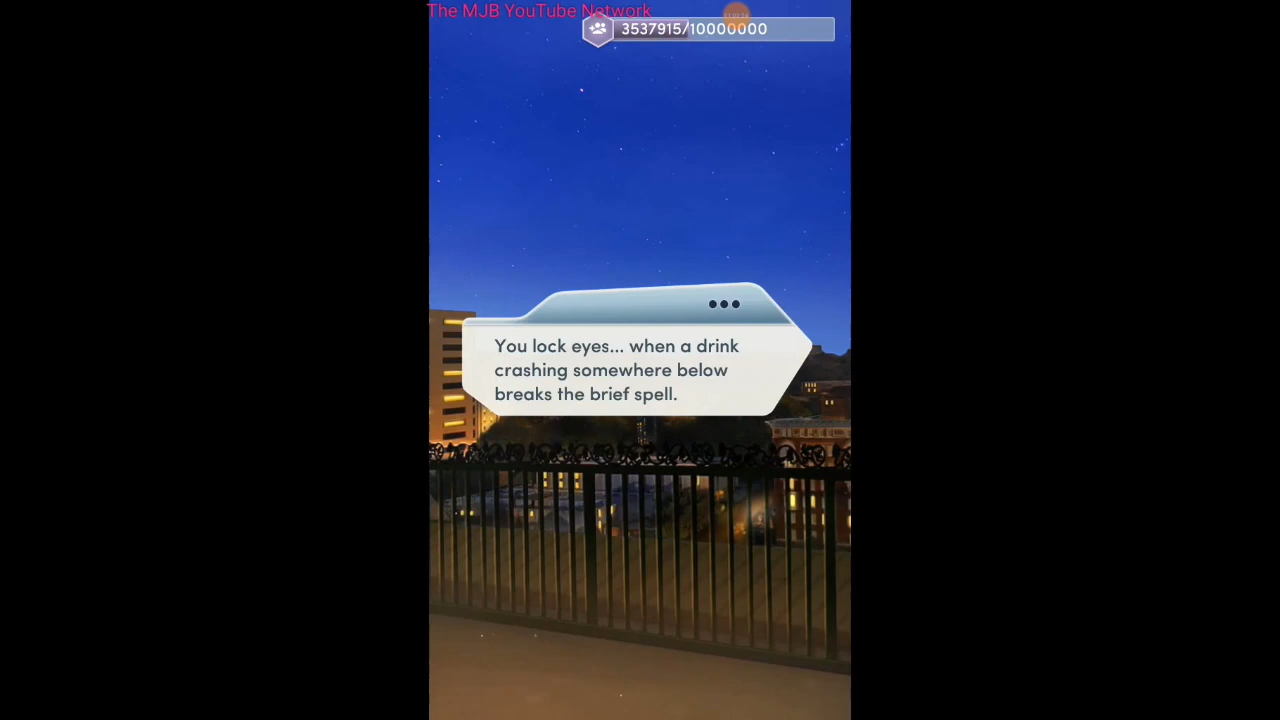 The MJB YouTube Network
3537915/10000000
You lock eyes... when a drink
crashing somewhere below
breaks the brief spell.